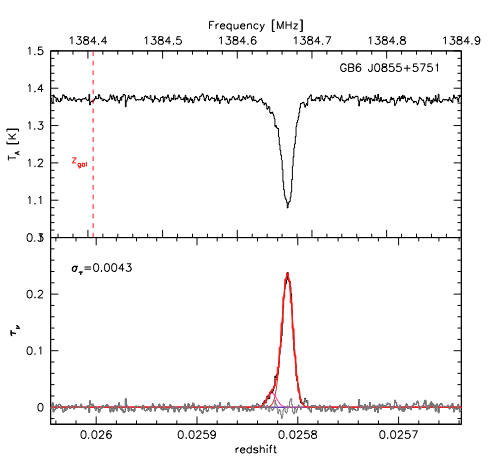 Frequency [MHz]
1384.4 1384.5 1384.6 1384.7 1384.8 1384.9
1.5
GB6 J0855+5751
1.4
1.3
T_A [K]
z_gal
1.2
1.1
0.3
σ_τ=0.0043
0.2
τ_ν
0.1
0
0.026 0.0259 0.0258 0.0257
redshift